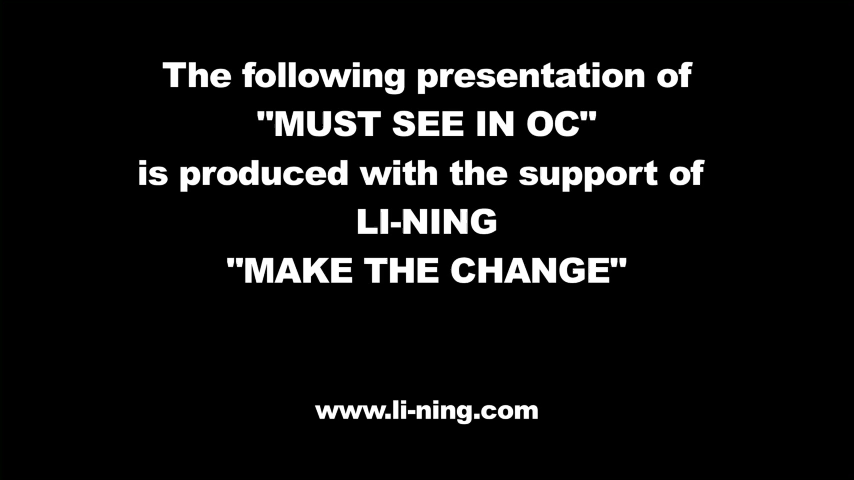 The following presentation of
"MUST SEE IN OC"
is produced with the support of
LI-NING
"MAKE THE CHANGE"
www.li-ning.com